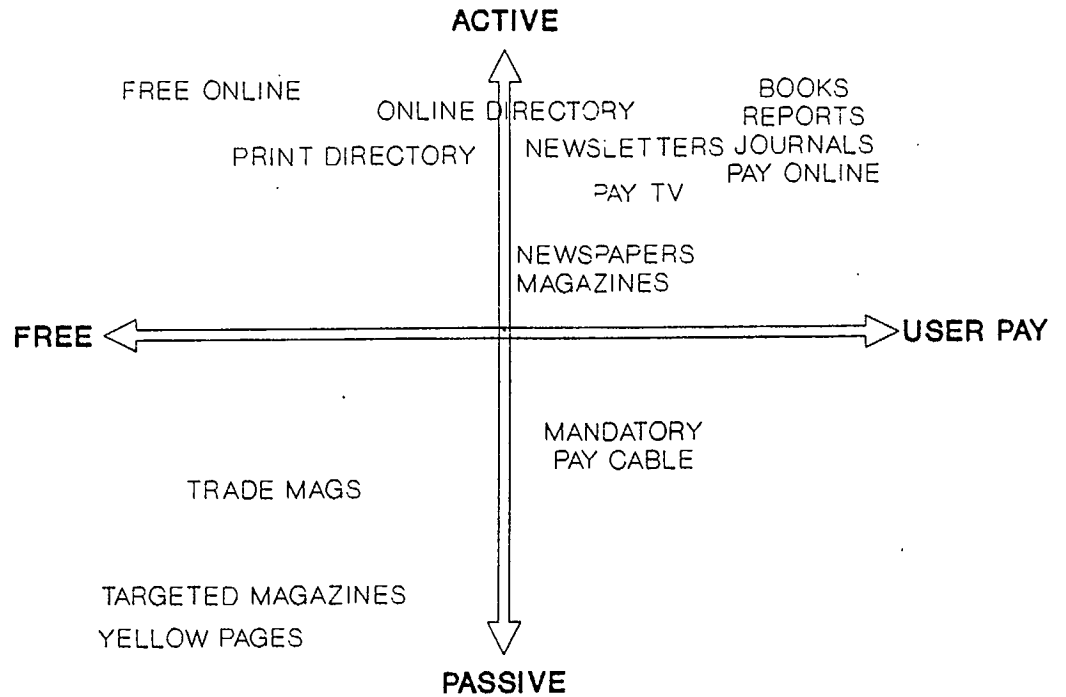 ACTIVE
FREE ONLINE
ONLINE DIRECTORY
BOOKS
REPORTS
JOURNALS
PAY ONLINE
PRINT DIRECTORY
NEWSLETTERS
PAY TV
NEWSPAPERS
MAGAZINES
FREE
USER PAY
MANDATORY
PAY CABLE
TRADE MAGS
TARGETED MAGAZINES
YELLOW PAGES
PASSIVE